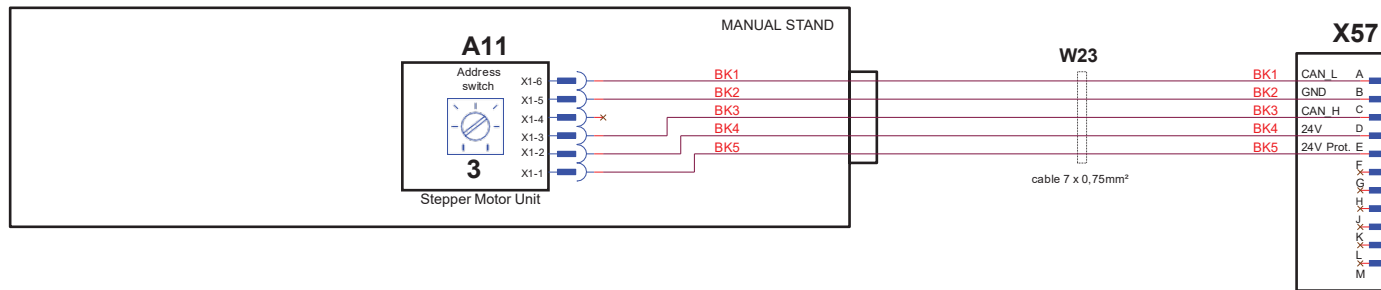 MANUAL STAND
X57
A11
W23
Address
switch
3
Stepper Motor Unit
X1-6
X1-5
X1-4
X1-3
X1-2
X1-1
BK1
BK2
BK3
BK4
BK5
cable 7 x 0,75mm²
BK1 CAN_L A
BK2 GND B
BK3 CAN_H C
BK4 24V D
BK5 24V Prot. E
F
G
H
J
K
L
M